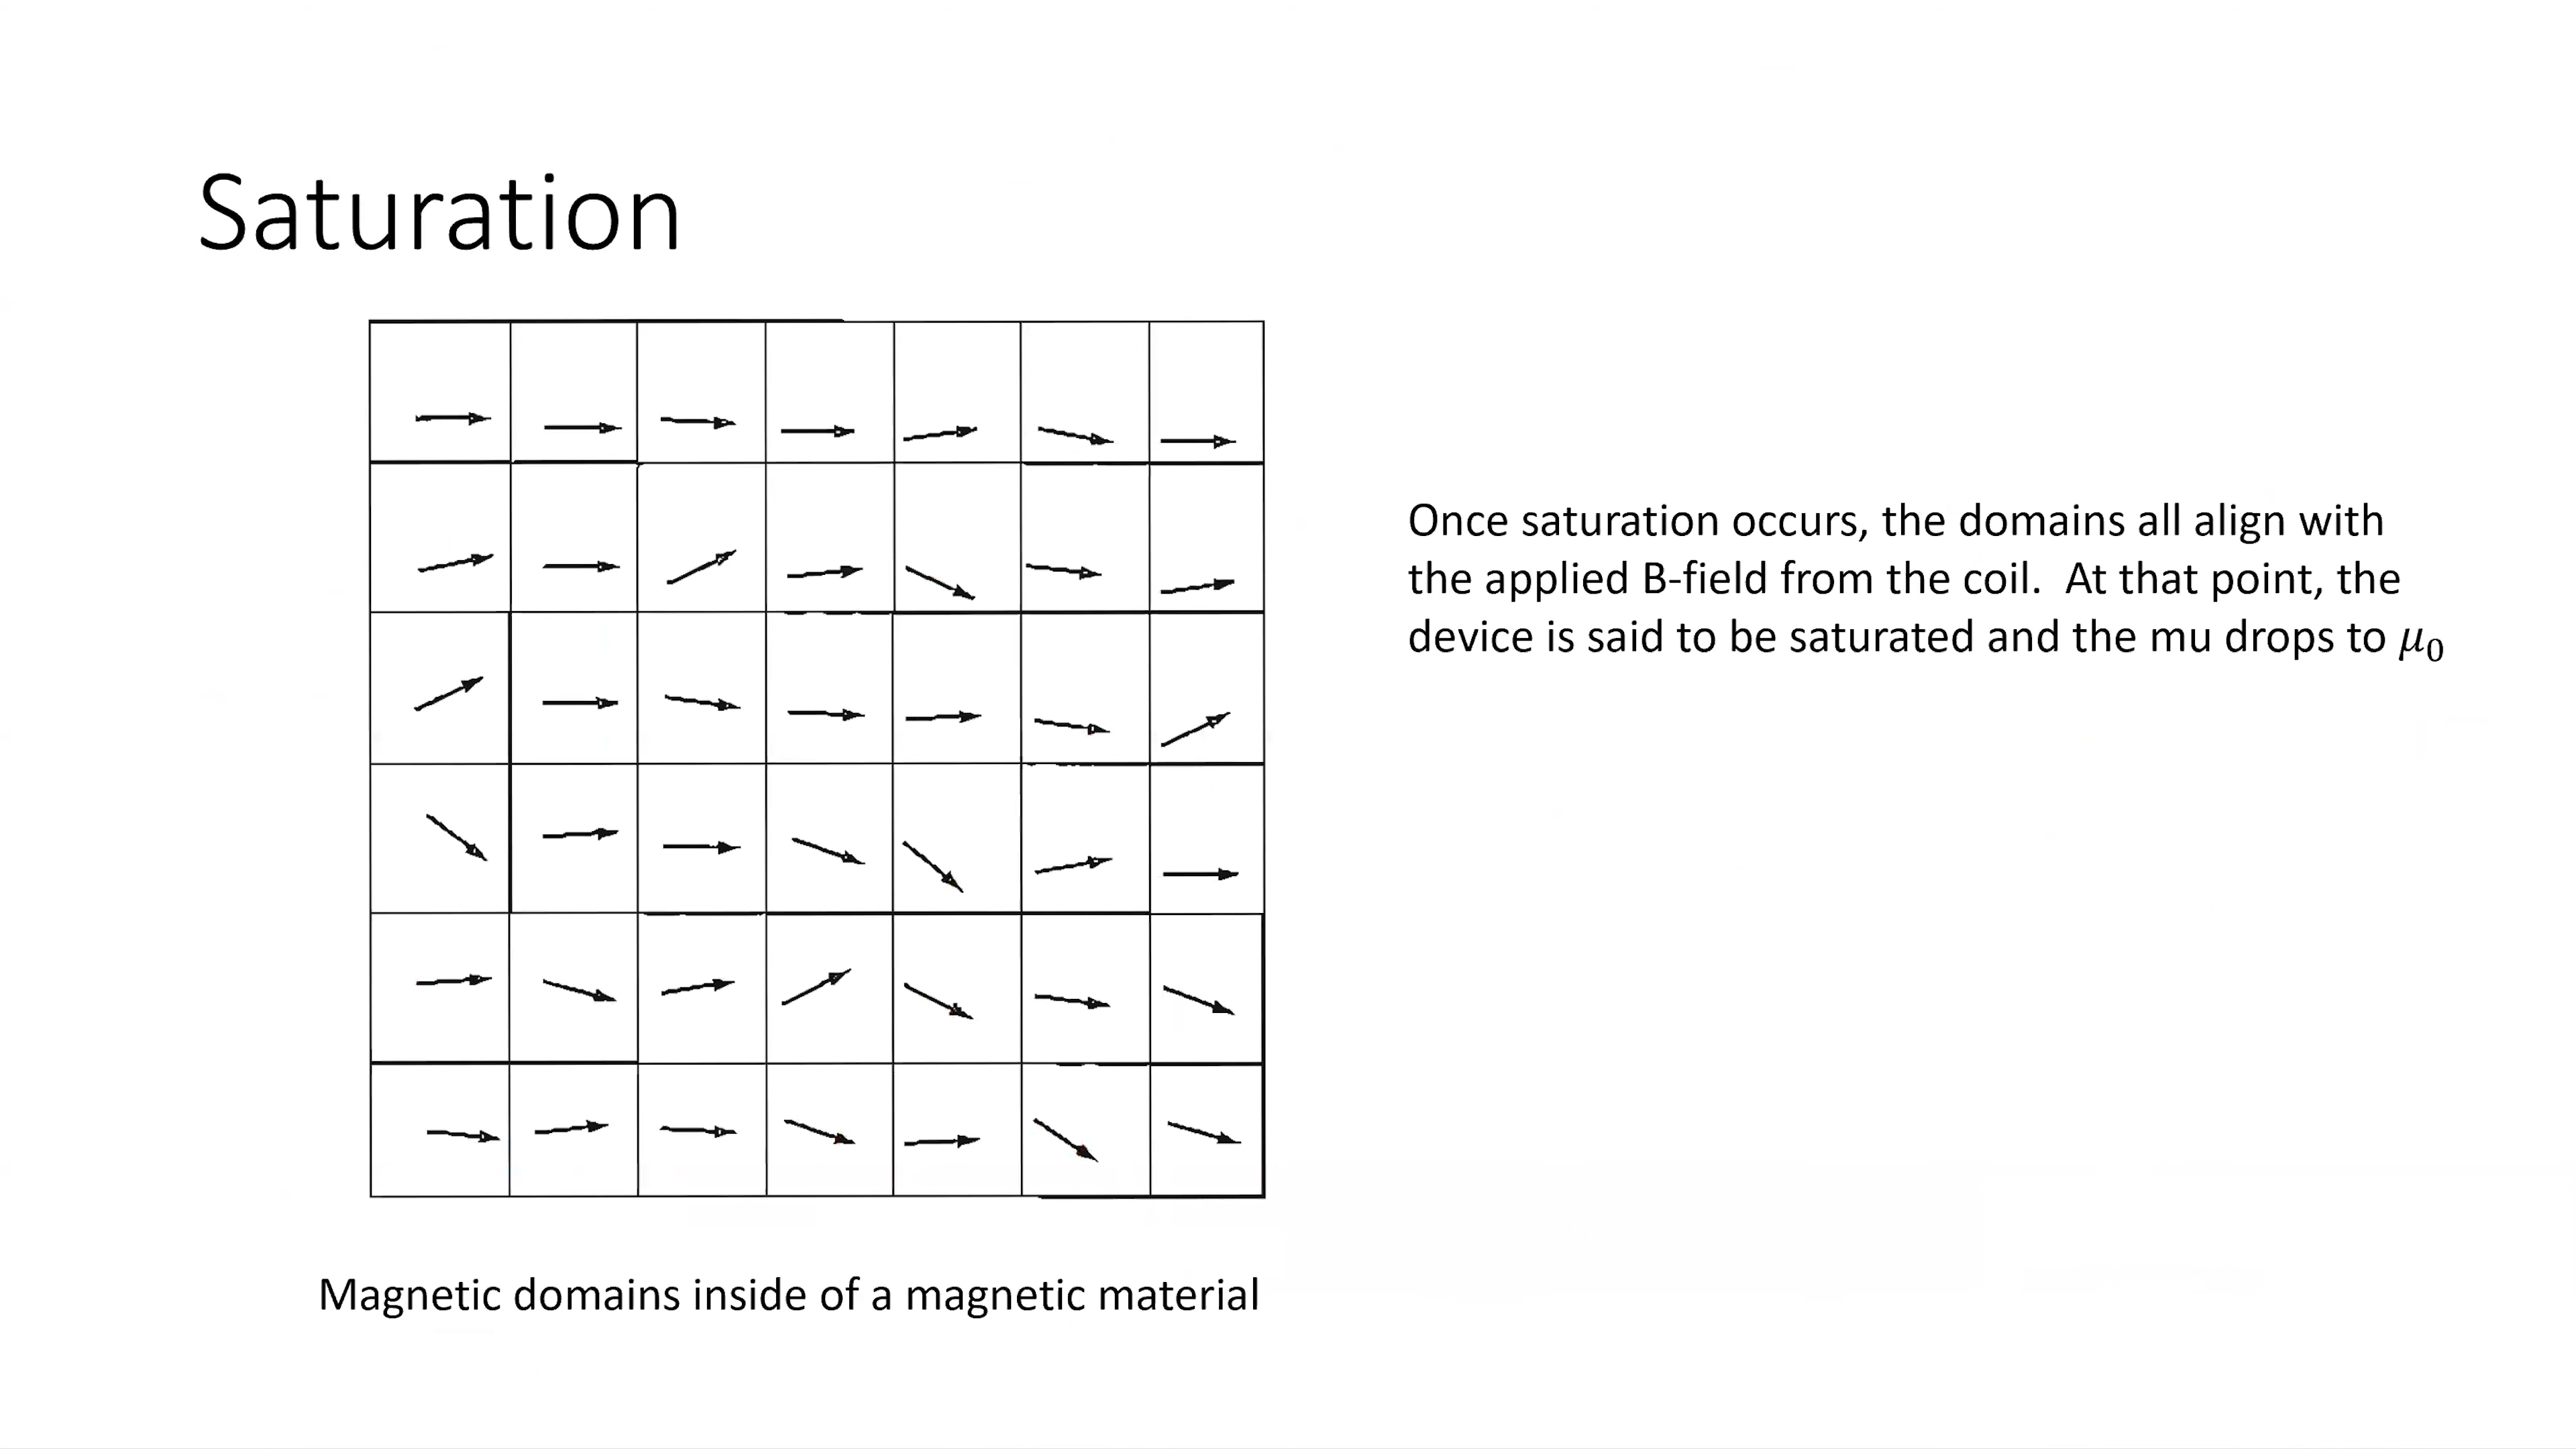 Saturation
Once saturation occurs, the domains all align with
the applied B-field from the coil.  At that point, the
device is said to be saturated and the mu drops to μ₀
Magnetic domains inside of a magnetic material